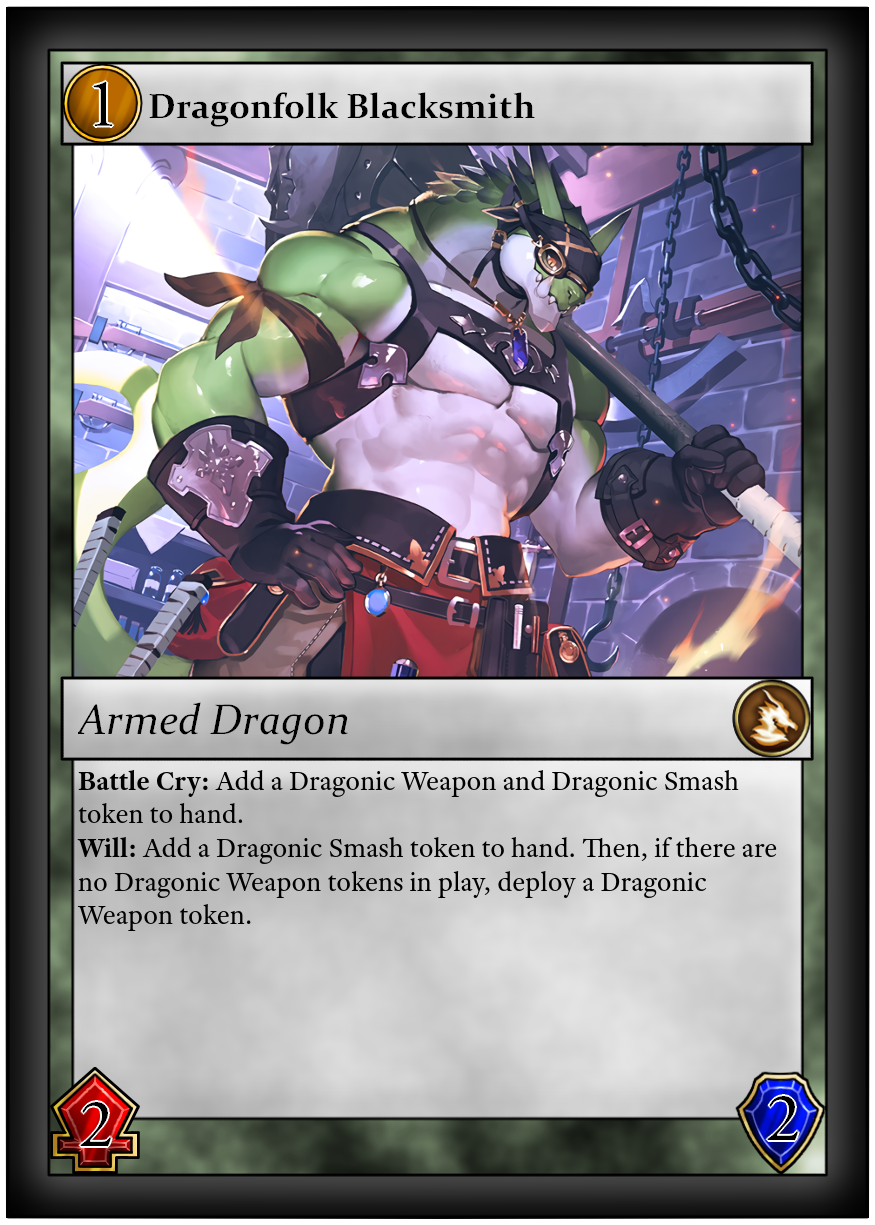 1 Dragonfolk Blacksmith
Armed Dragon
Battle Cry: Add a Dragonic Weapon and Dragonic Smash
token to hand.
Will: Add a Dragonic Smash token to hand. Then, if there are
no Dragonic Weapon tokens in play, deploy a Dragonic
Weapon token.
2 2